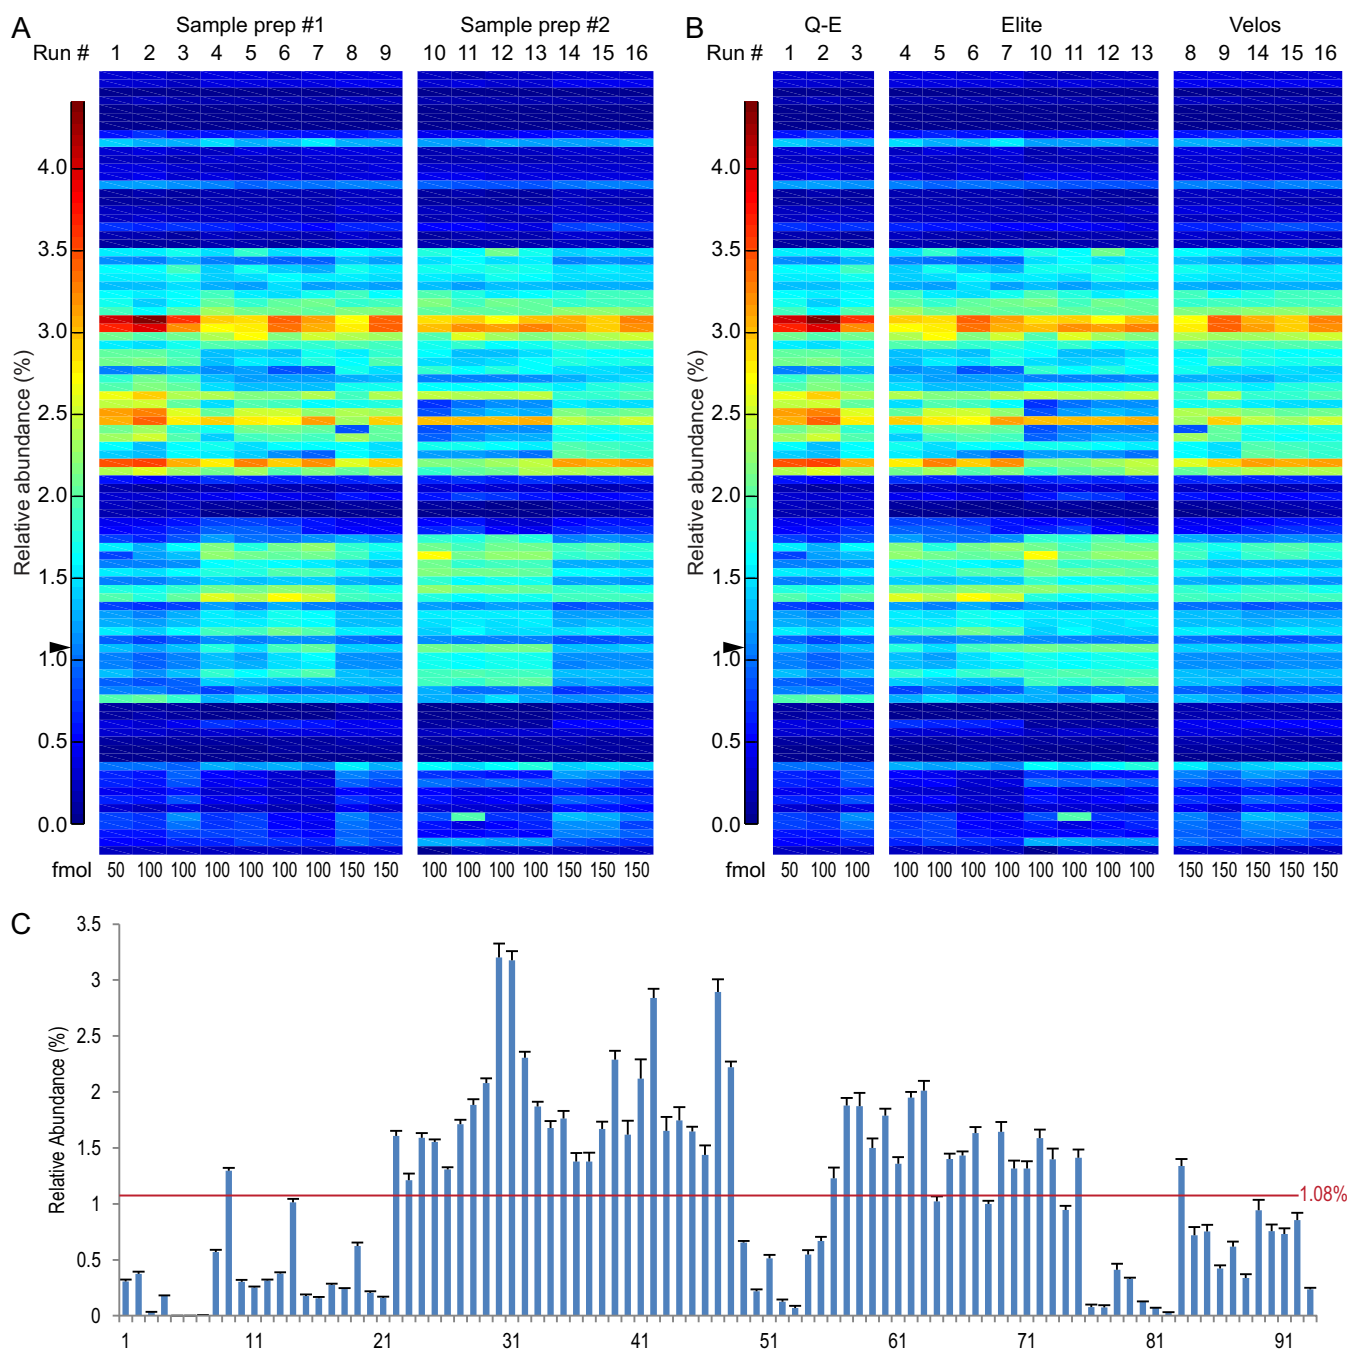 A Sample prep #1 Sample prep #2
Run # 1 2 3 4 5 6 7 8 9 10 11 12 13 14 15 16
Relative abundance (%)
4.0
3.5
3.0
2.5
2.0
1.5
1.0
0.5
0.0
fmol 50 100 100 100 100 100 100 150 150 100 100 100 100 150 150 150
B Q-E Elite Velos
Run # 1 2 3 4 5 6 7 10 11 12 13 8 9 14 15 16
Relative abundance (%)
4.0
3.5
3.0
2.5
2.0
1.5
1.0
0.5
0.0
fmol 50 100 100 100 100 100 100 100 100 100 100 150 150 150 150 150
C
Relative Abundance (%)
3.5
3
2.5
2
1.5
1
0.5
0
1.08%
1 11 21 31 41 51 61 71 81 91